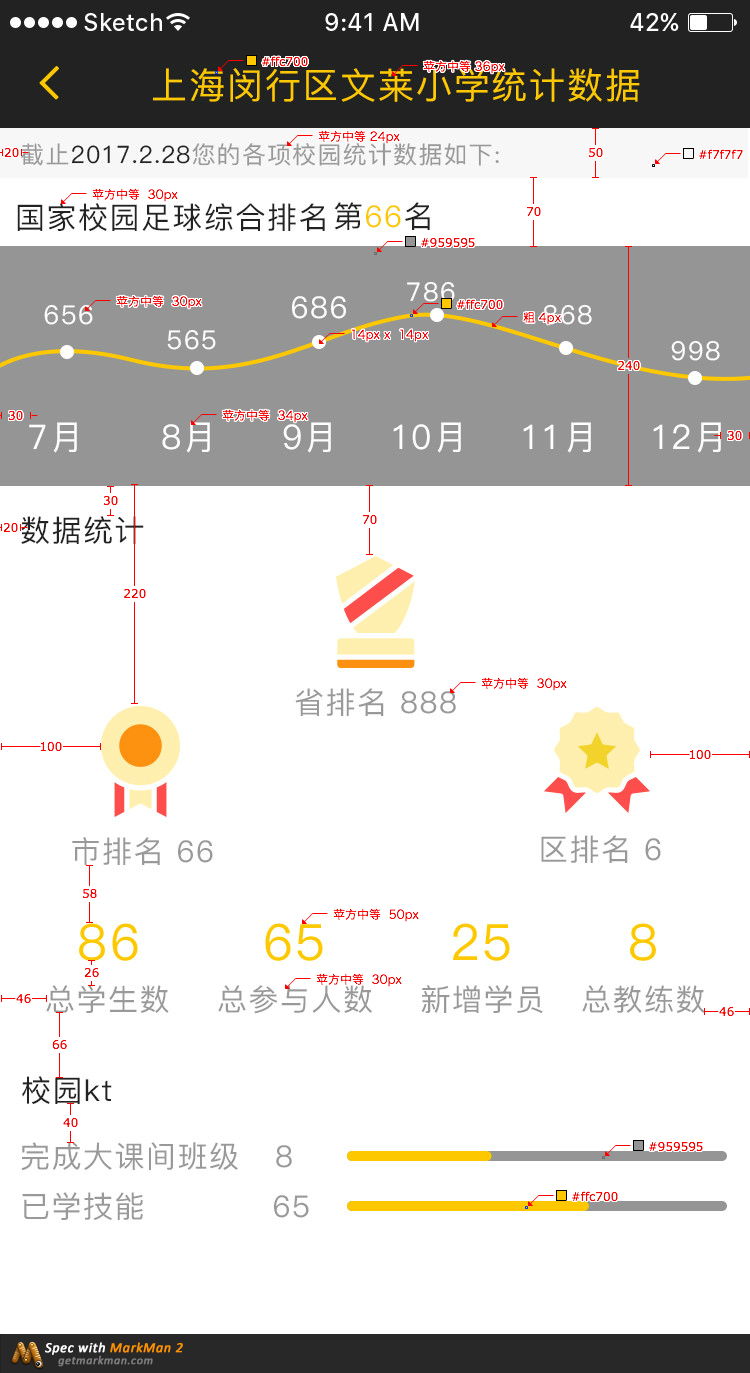 Sketch 9:41 AM 42%
#ffc700 苹方中等 36px
上海闵行区文莱小学统计数据
苹方中等 24px
20 截止2017.2.28您的各项校园统计数据如下: 50 #f7f7f7
苹方中等 30px
国家校园足球综合排名 第66名 70
#959595
656 苹方中等 30px 565 686 786 #ffc700 868 998
粗 4px
14px x 14px
240
30 苹方中等 34px 30
7月 8月 9月 10月 11月 12月
30 70
20 数据统计
220
苹方中等 30px
省排名 888
100 100
市排名 66 区排名 6
58
苹方中等 50px
86 65 25 8
26 苹方中等 30px
46 总学生数 总参与人数 新增学员 总教练数 46
66
校园kt
40
#959595
完成大课间班级 8
#ffc700
已学技能 65
Spec with MarkMan 2
getmarkman.com